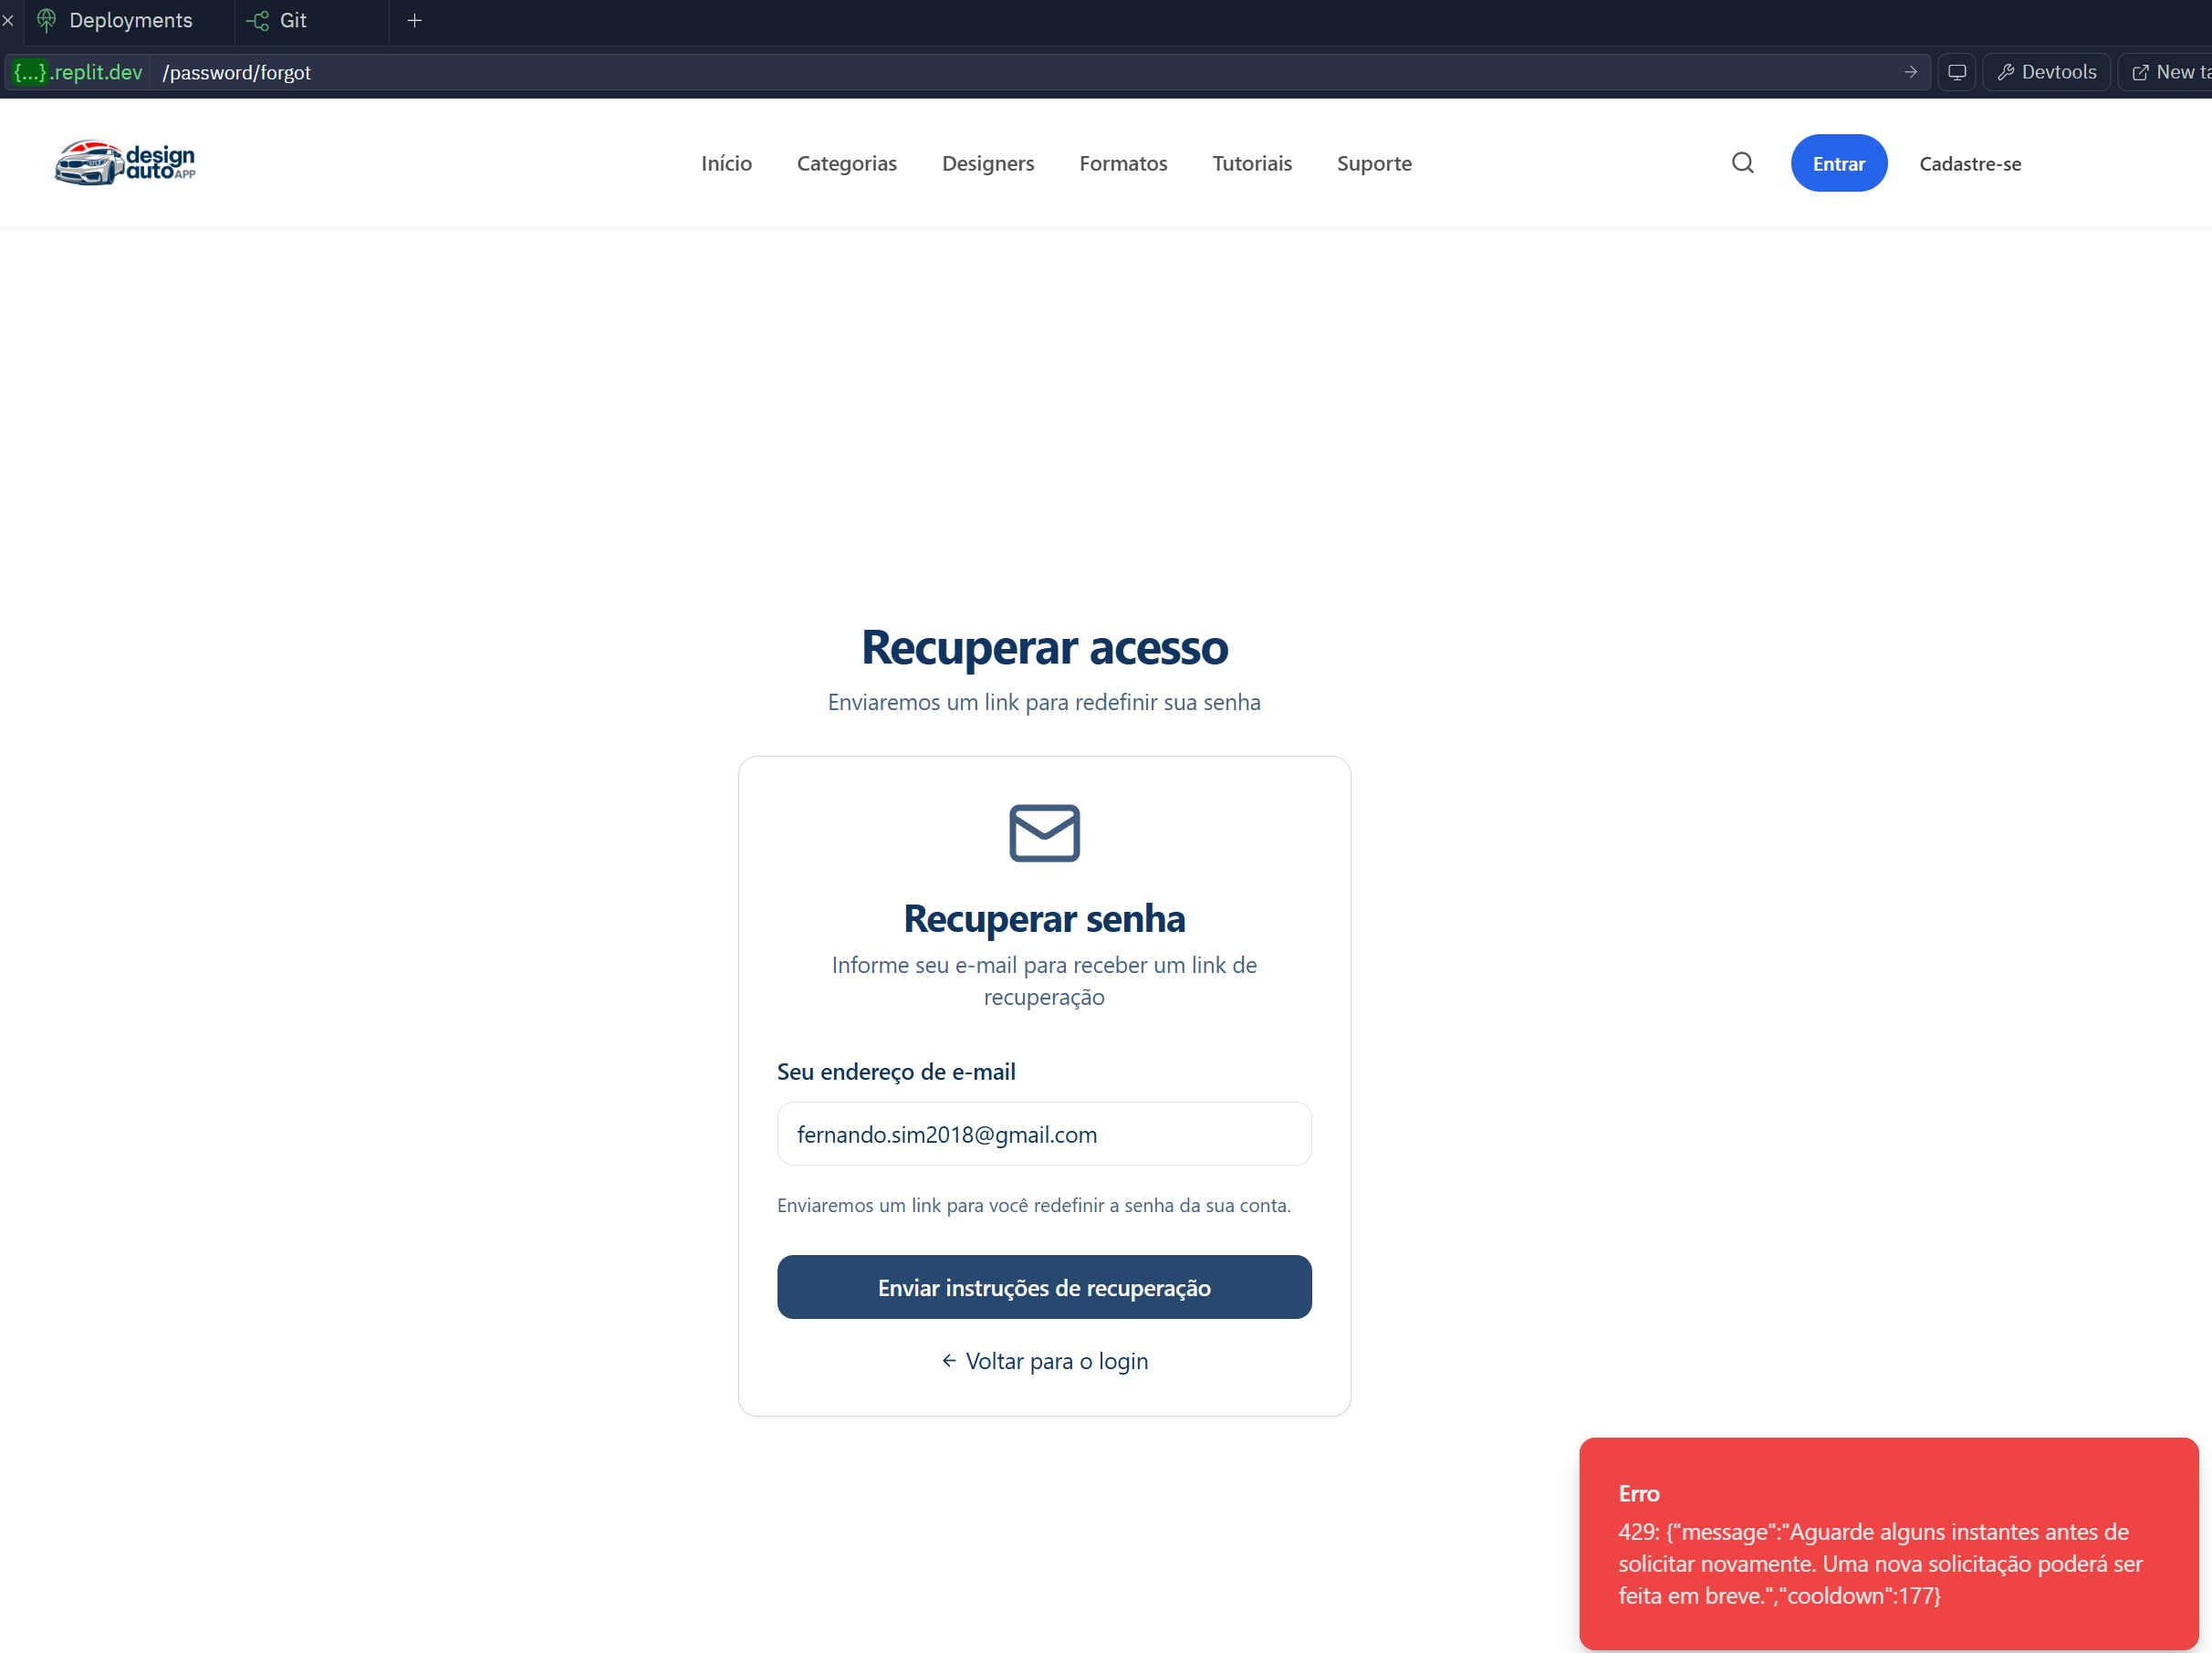 Deployments
Git
{...}.replit.dev /password/forgot
Devtools
New ta
design
autoAPP
Início
Categorias
Designers
Formatos
Tutoriais
Suporte
Entrar
Cadastre-se
Recuperar acesso
Enviaremos um link para redefinir sua senha
Recuperar senha
Informe seu e-mail para receber um link de
recuperação
Seu endereço de e-mail
fernando.sim2018@gmail.com
Enviaremos um link para você redefinir a senha da sua conta.
Enviar instruções de recuperação
← Voltar para o login
Erro
429: {"message":"Aguarde alguns instantes antes de
solicitar novamente. Uma nova solicitação poderá ser
feita em breve.","cooldown":177}